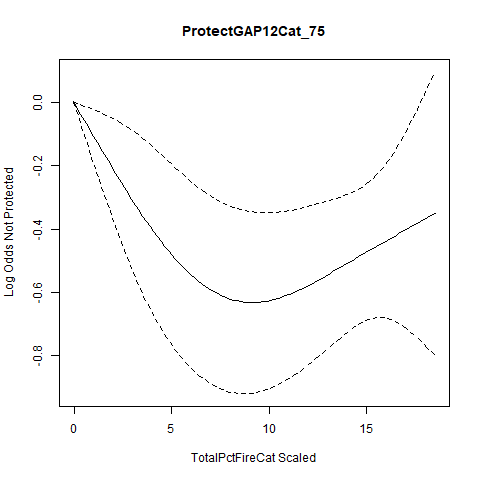 ProtectGAP12Cat_75
Log Odds Not Protected
0.0
-0.2
-0.4
-0.6
-0.8
0 5 10 15
TotalPctFireCat Scaled